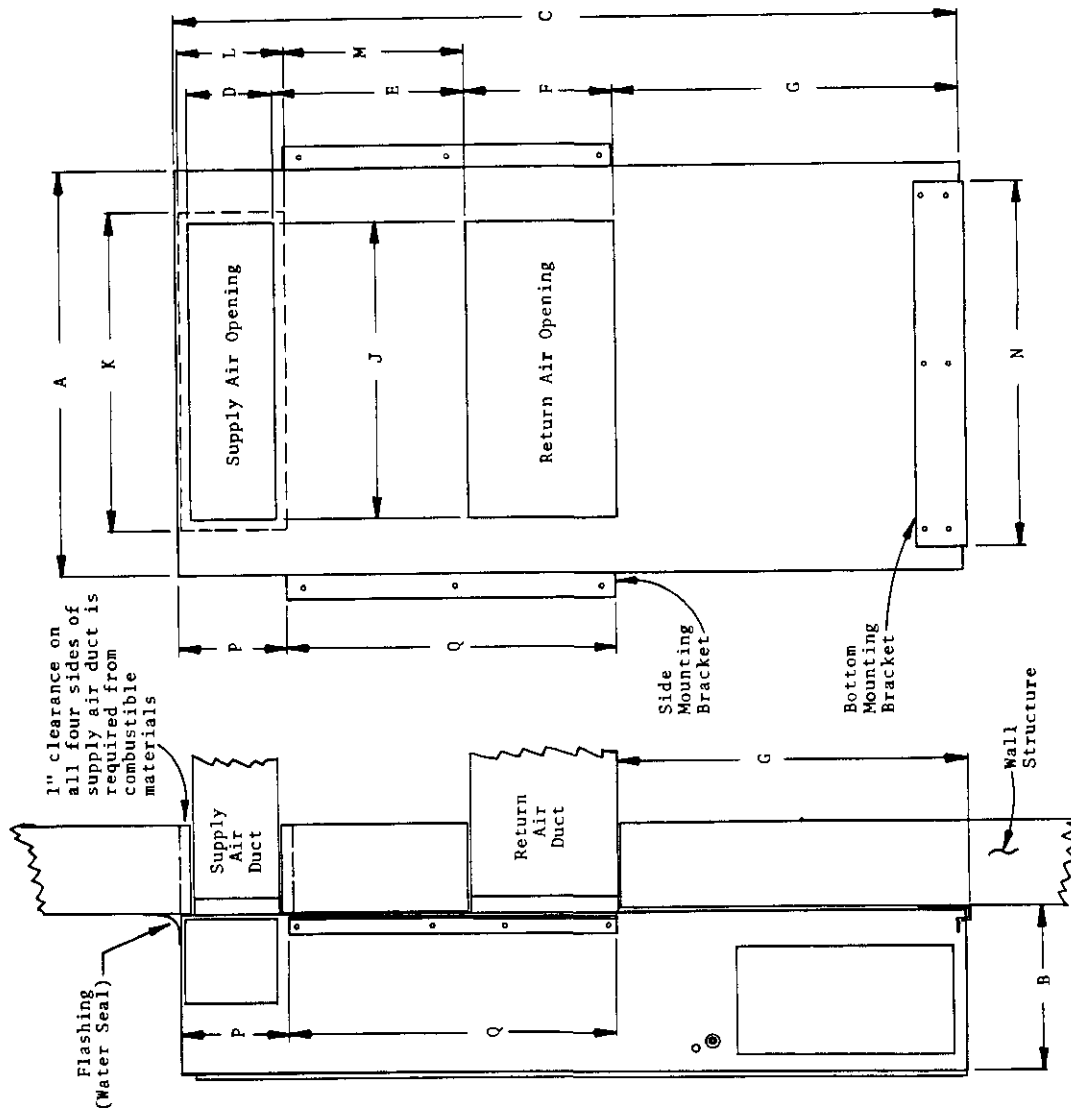 A
K
Supply Air Opening
J
Return Air Opening
N
L
D
M
E
F
G
C
P
Q
Side
Mounting
Bracket
Bottom
Mounting
Bracket
1" clearance on
all four sides of
supply air duct is
required from
combustible
materials
Flashing
(Water Seal)
Supply
Air
Duct
Return
Air
Duct
P
Q
G
B
Wall
Structure